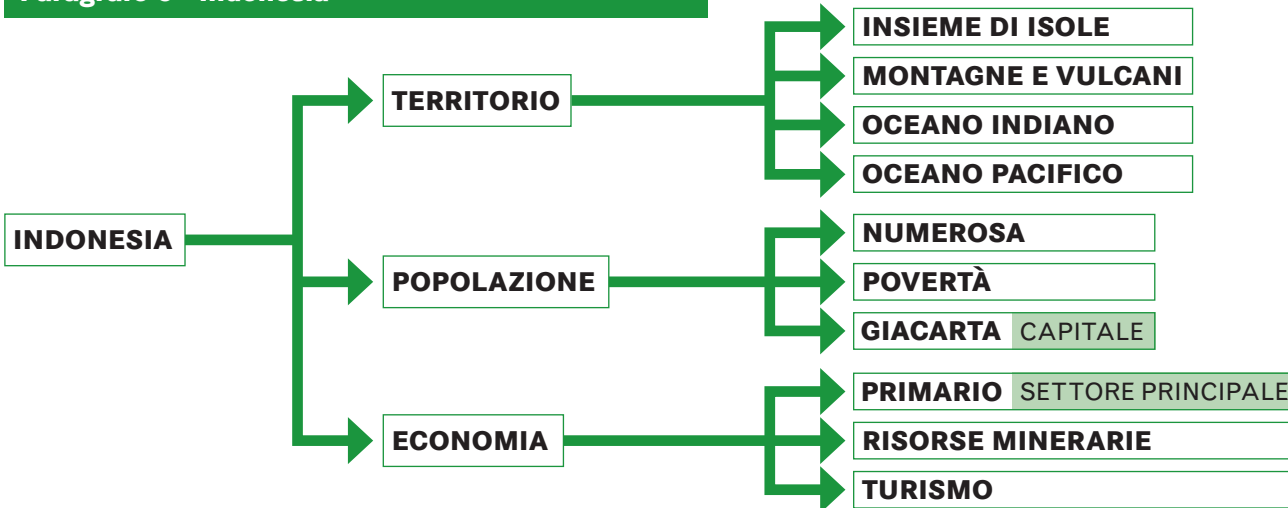 INDONESIA
TERRITORIO
INSIEME DI ISOLE
MONTAGNE E VULCANI
OCEANO INDIANO
OCEANO PACIFICO
POPOLAZIONE
NUMEROSA
POVERTÀ
GIACARTA CAPITALE
ECONOMIA
PRIMARIO SETTORE PRINCIPALE
RISORSE MINERARIE
TURISMO